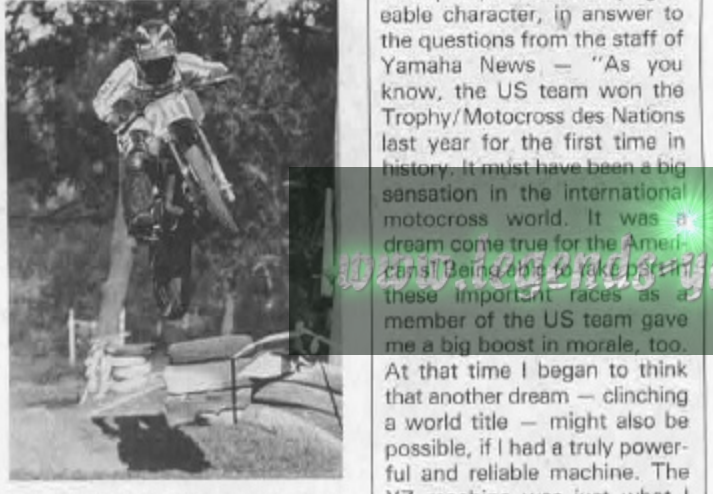 eable character, in answer to
the questions from the staff of
Yamaha News — "As you
know, the US team won the
Trophy/Motocross des Nations
last year for the first time in
history. It must have been a big
sensation in the international
motocross world. It was a
dream come true for the Ameri-
cans! Being able to take part in
these important races as a
member of the US team gave
me a big boost in morale, too.
At that time I began to think
that another dream — clinching
a world title — might also be
possible, if I had a truly power-
ful and reliable machine. The
www.legends-ya